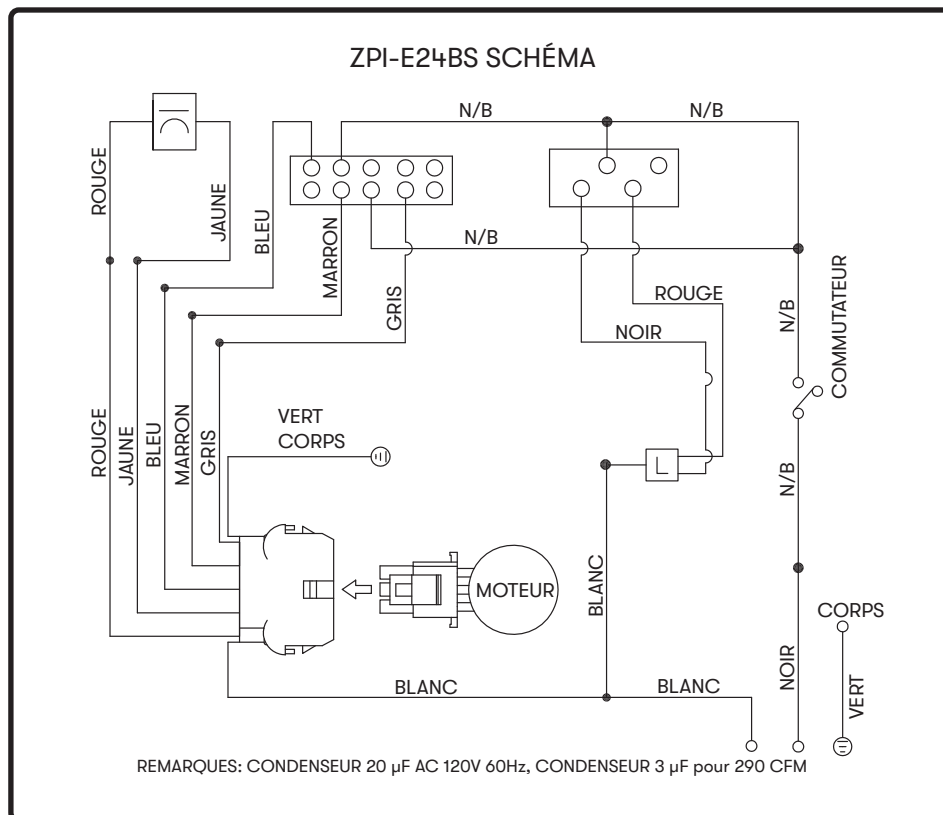 ZPI-E24BS SCHÉMA
N/B
N/B
ROUGE
JAUNE
BLEU
MARRON
N/B
GRIS
ROUGE
NOIR
N/B
COMMUTATEUR
ROUGE
JAUNE
BLEU
MARRON
GRIS
VERT
CORPS
L
N/B
MOTEUR
BLANC
CORPS
BLANC
BLANC
NOIR
VERT
REMARQUES: CONDENSEUR 20 µF AC 120V 60Hz, CONDENSEUR 3 µF pour 290 CFM